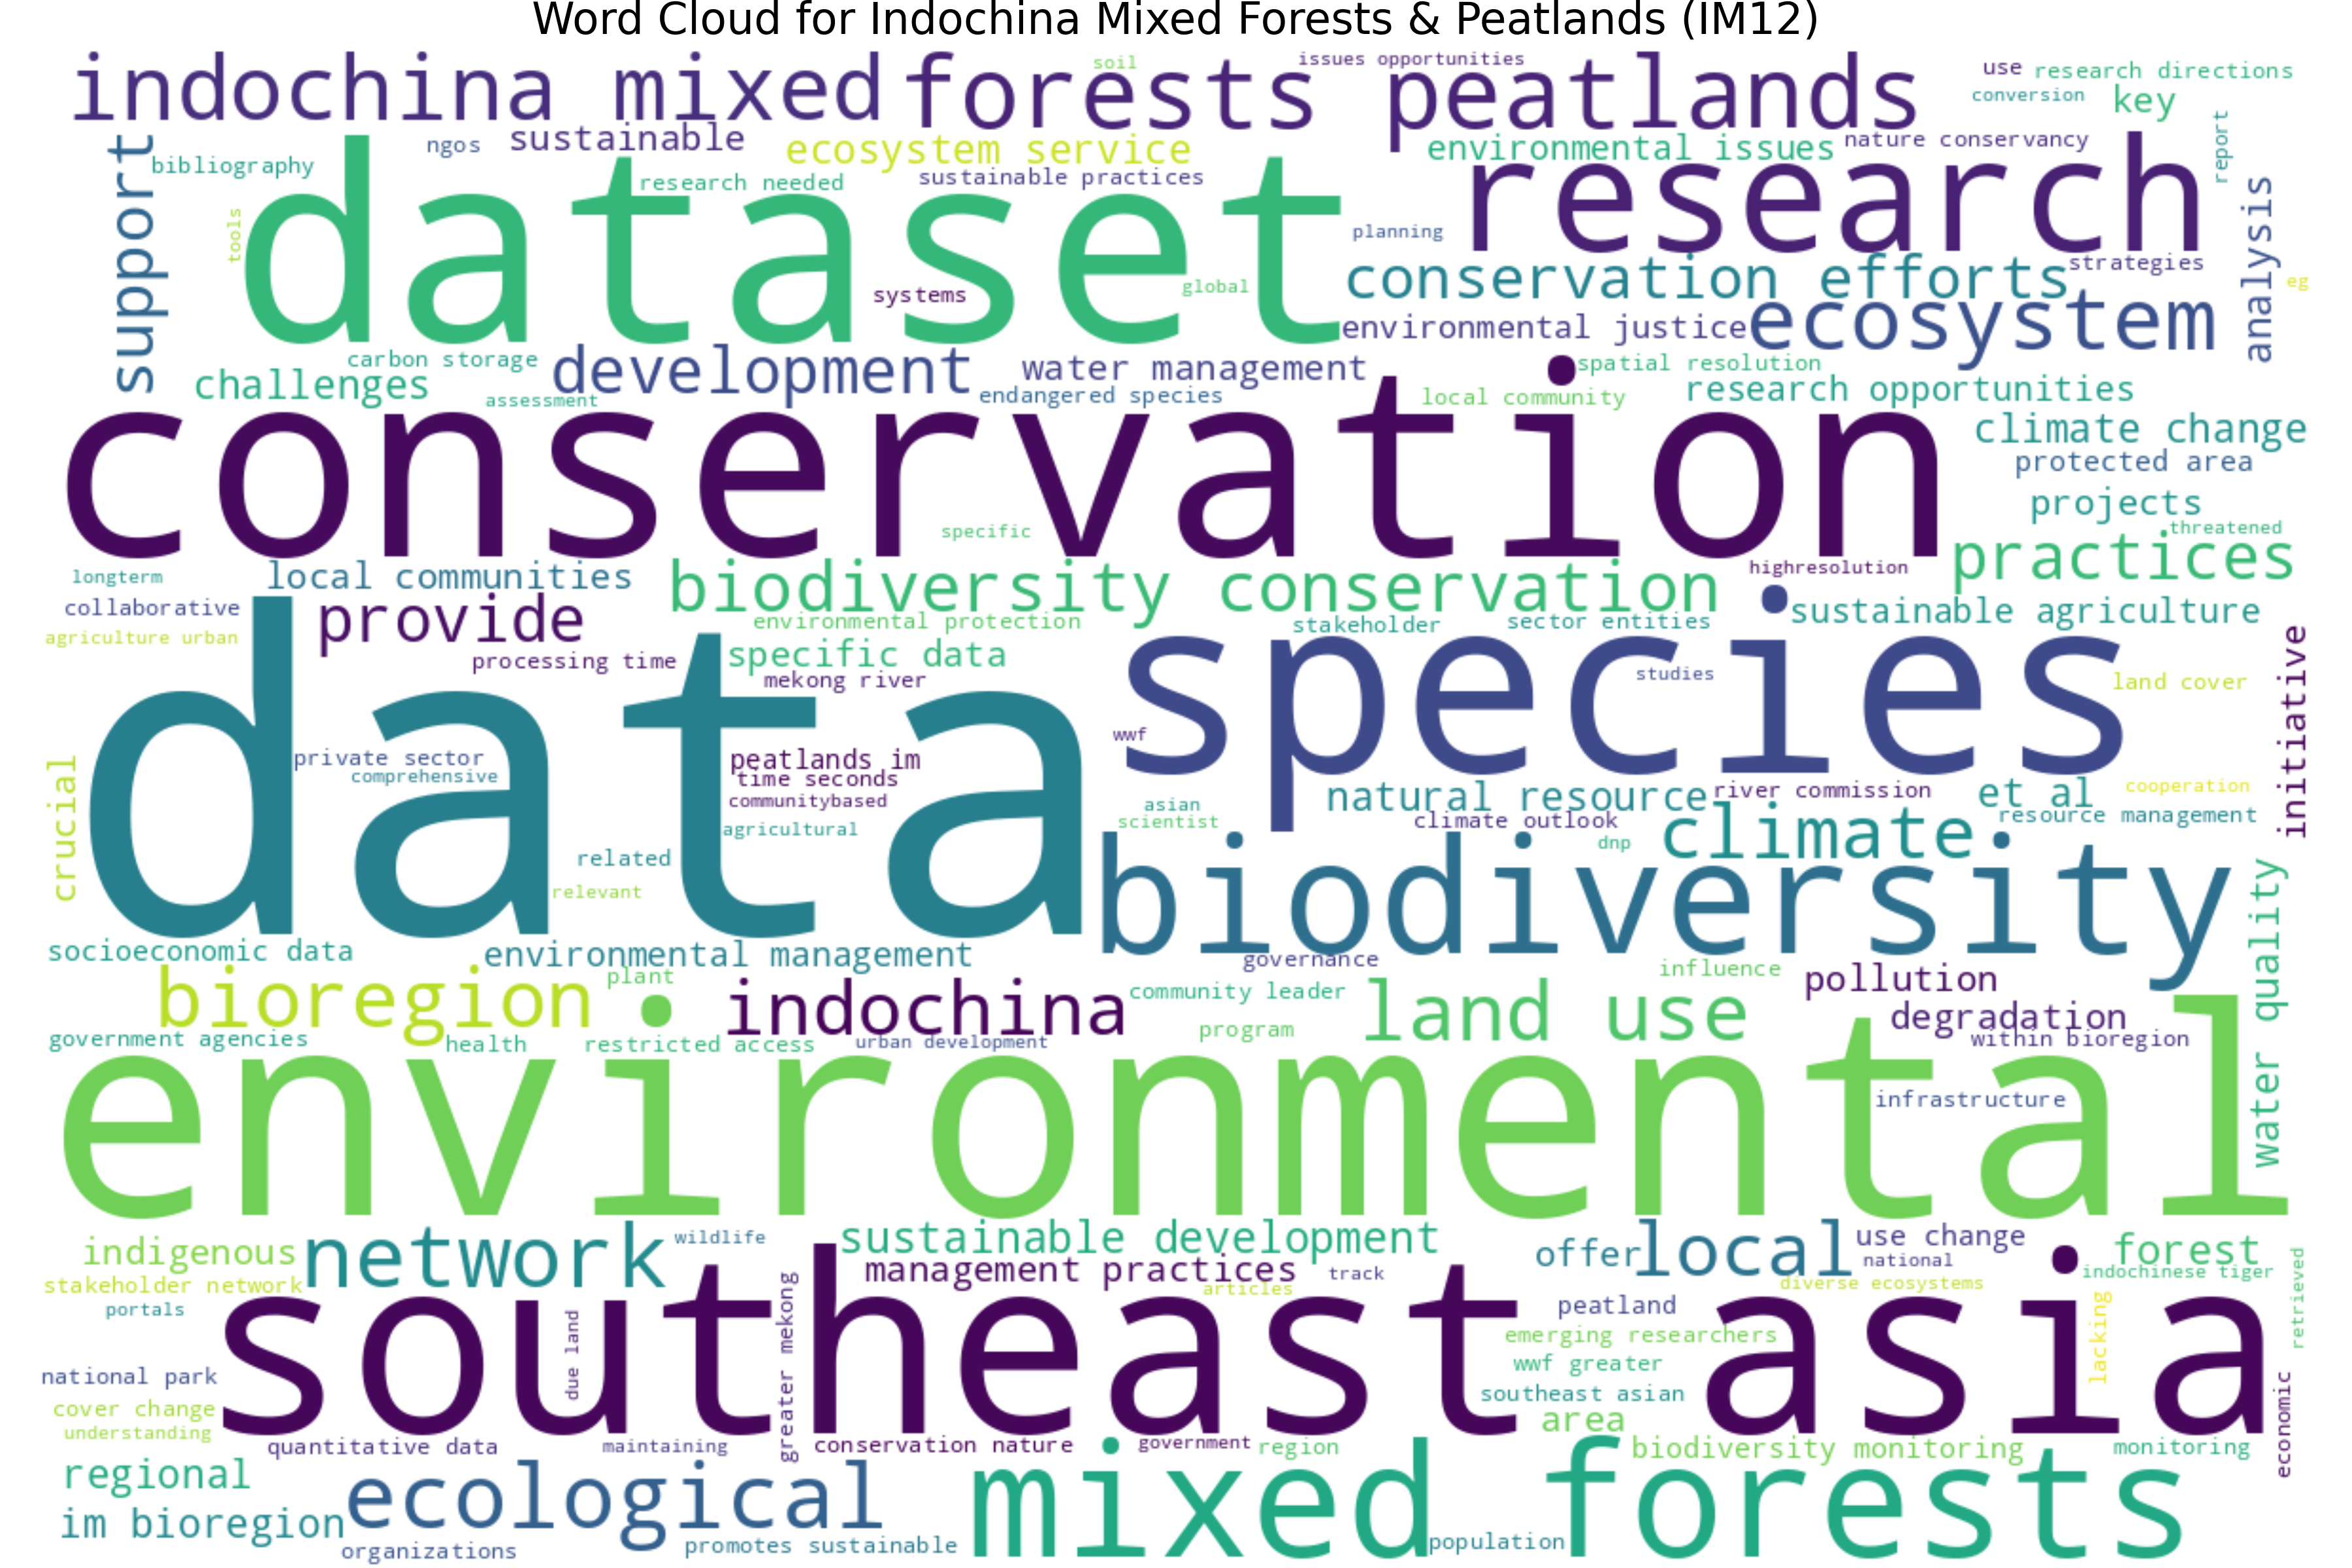 Word Cloud for Indochina Mixed Forests & Peatlands (IM12)
indochina mixed
forests
peatlands
soil
issues opportunities
use
research directions
conversion
key
support
ngos
sustainable
bibliography
ecosystem service
environmental issues
nature conservancy
report
dataset
research needed
sustainable practices
research
tools
planning
analysis
systems
global
conservation efforts
strategies
eg
environmental justice
ecosystem
carbon storage
development
water management
spatial resolution
challenges
assessment
endangered species
local community
research opportunities
conservation
climate change
protected area
projects
specific
threatened
practices
longterm
local communities
biodiversity conservation
highresolution
collaborative
provide
environmental protection
stakeholder
sector entities
sustainable agriculture
agriculture urban
processing time
specific data
mekong river
data
species
studies
land cover
initiative
wwf
private sector
comprehensive
peatlands im
time seconds
communitybased
agricultural
related
relevant
crucial
asian
scientist
natural resource
river commission
et al
cooperation
climate outlook
resource management
dnp
climate
biodiversity
water quality
socioeconomic data
environmental management
governance
influence
pollution
bioregion
plant
indochina
community leader
land use
degradation
program
within bioregion
government agencies
health
restricted access
urban development
environmental
infrastructure
indigenous
network
wildlife
sustainable development
offer
local
use change
forest
stakeholder network
management practices
track
national
indochinese tiger
portals
articles
diverse ecosystems
retrieved
southeast asia
due land
greater mekong
peatland
emerging researchers
lacking
wwf greater
national park
southeast asian
cover change
area
economic
understanding
quantitative data
maintaining
conservation nature
government
region
biodiversity monitoring
monitoring
regional
ecological
mixed forests
im bioregion
organizations
promotes sustainable
population